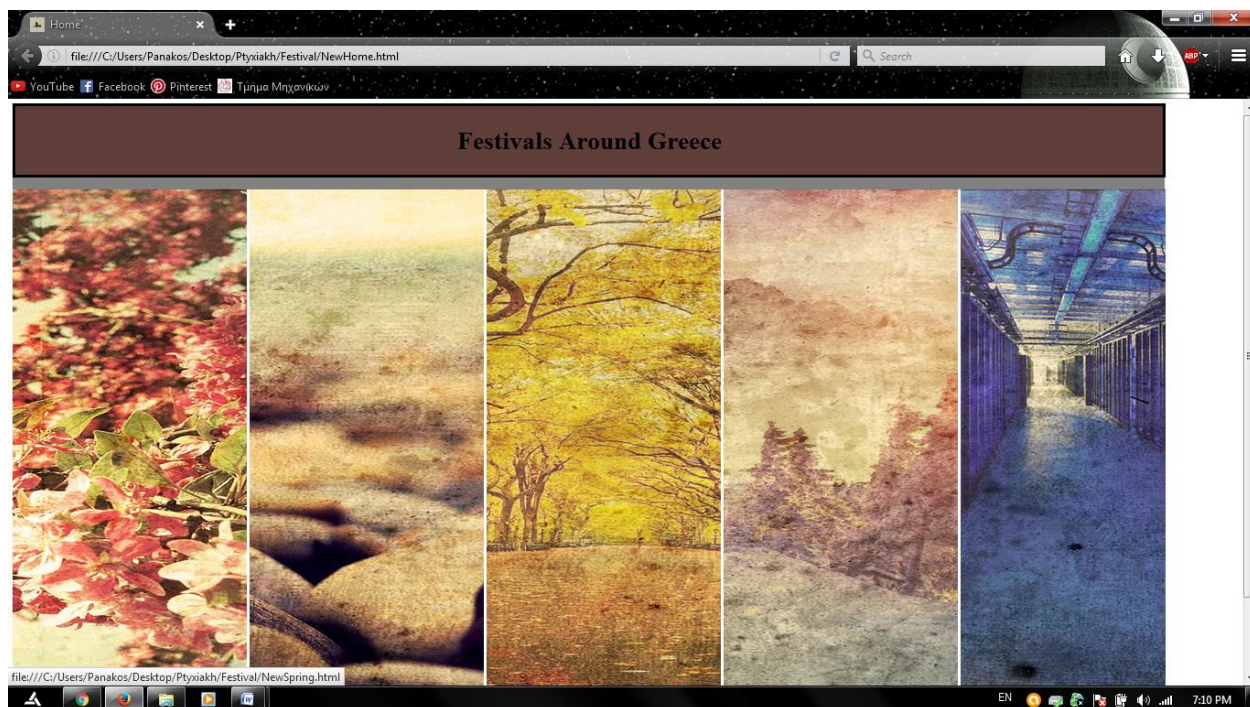 Home
file:///C:/Users/Panakos/Desktop/Ptyxiakh/Festival/NewHome.html
Search
ABP
YouTube Facebook Pinterest Τμήμα Μηχανικών
Festivals Around Greece
file:///C:/Users/Panakos/Desktop/Ptyxiakh/Festival/NewSpring.html
EN 7:10 PM